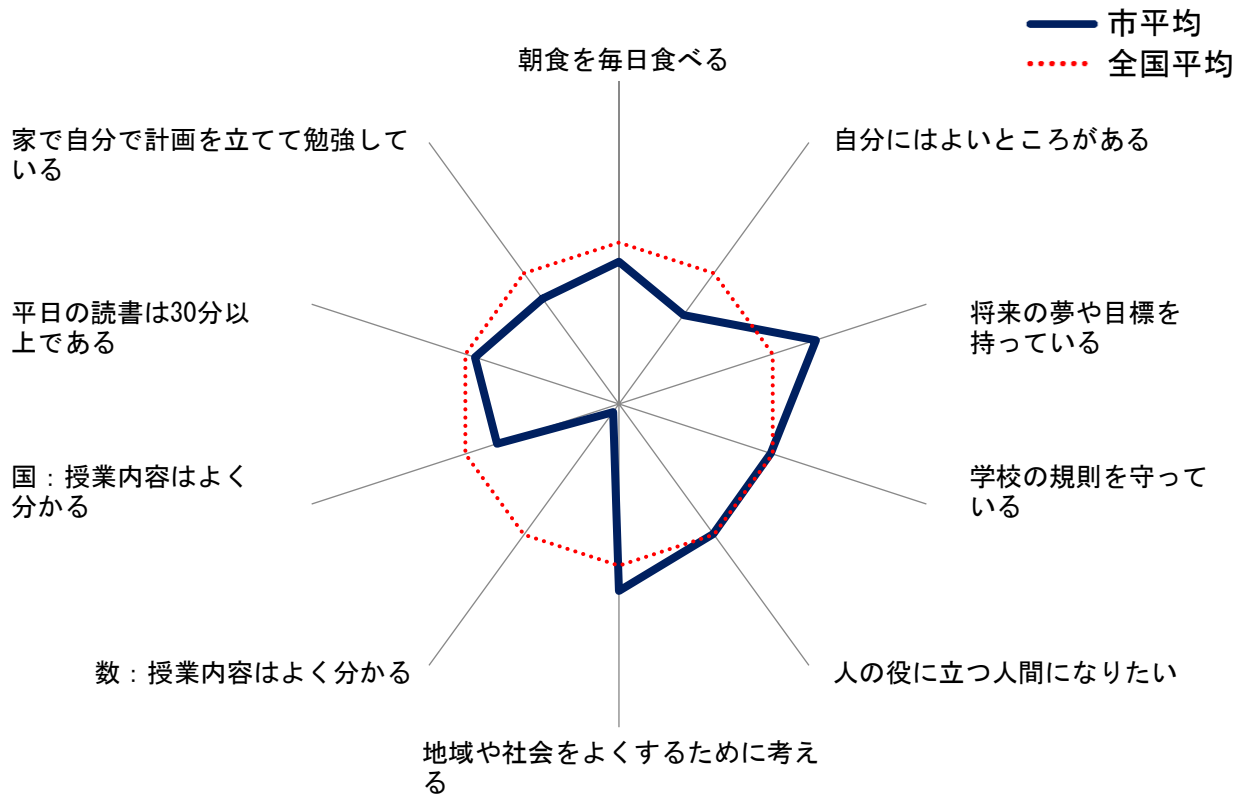 市平均
全国平均
朝食を毎日食べる
自分にはよいところがある
将来の夢や目標を
持っている
学校の規則を守って
いる
人の役に立つ人間になりたい
地域や社会をよくするために考え
る
数：授業内容はよく分かる
国：授業内容はよく
分かる
平日の読書は30分以
上である
家で自分で計画を立てて勉強して
いる